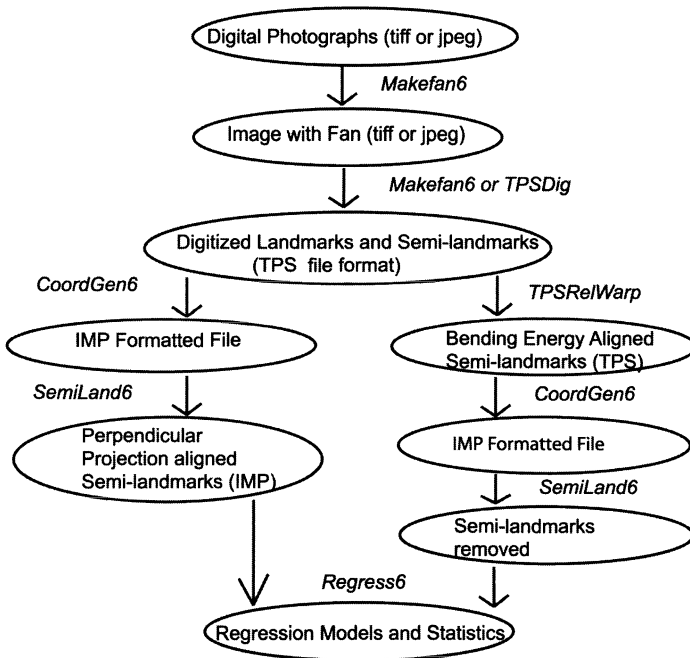 Digital Photographs (tiff or jpeg)
Makefan6
Image with Fan (tiff or jpeg)
Makefan6 or TPSDig
Digitized Landmarks and Semi-landmarks
(TPS file format)
CoordGen6
TPSRelWarp
IMP Formatted File
Bending Energy Aligned
Semi-landmarks (TPS)
SemiLand6
CoordGen6
Perpendicular
Projection aligned
Semi-landmarks (IMP)
IMP Formatted File
SemiLand6
Semi-landmarks
removed
Regress6
Regression Models and Statistics